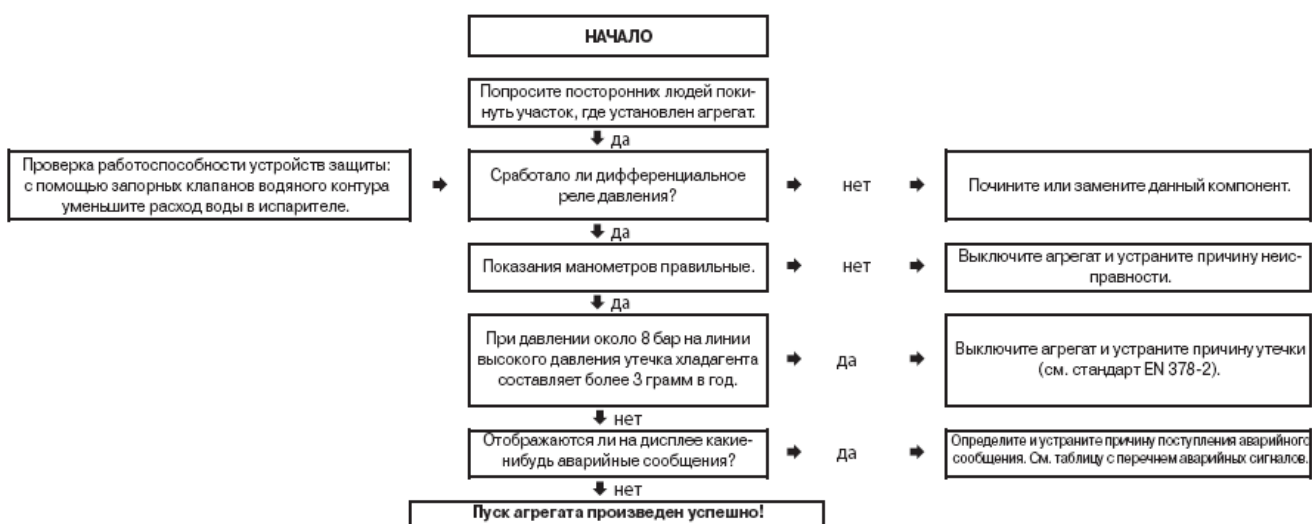 НАЧАЛО
Попросите посторонних людей поки-
нуть участок, где установлен агрегат.
да
Проверка работоспособности устройств защиты:
с помощью запорных клапанов водяного контура
уменьшите расход воды в испарителе.
Сработало ли дифференциальное
реле давления?
нет
Почините или замените данный компонент.
да
Показания манометров правильные.
нет
Выключите агрегат и устраните причину неис-
правности.
да
При давлении около 8 бар на линии
высокого давления утечка хладагента
составляет более 3 грамм в год.
да
Выключите агрегат и устраните причину утечки
(см. стандарт EN 378-2).
нет
Отображаются ли на дисплее какие-
нибудь аварийные сообщения?
да
Определите и устраните причину поступления аварийного
сообщения. См. таблицу с перечнем аварийных сигналов.
нет
Пуск агрегата произведен успешно!